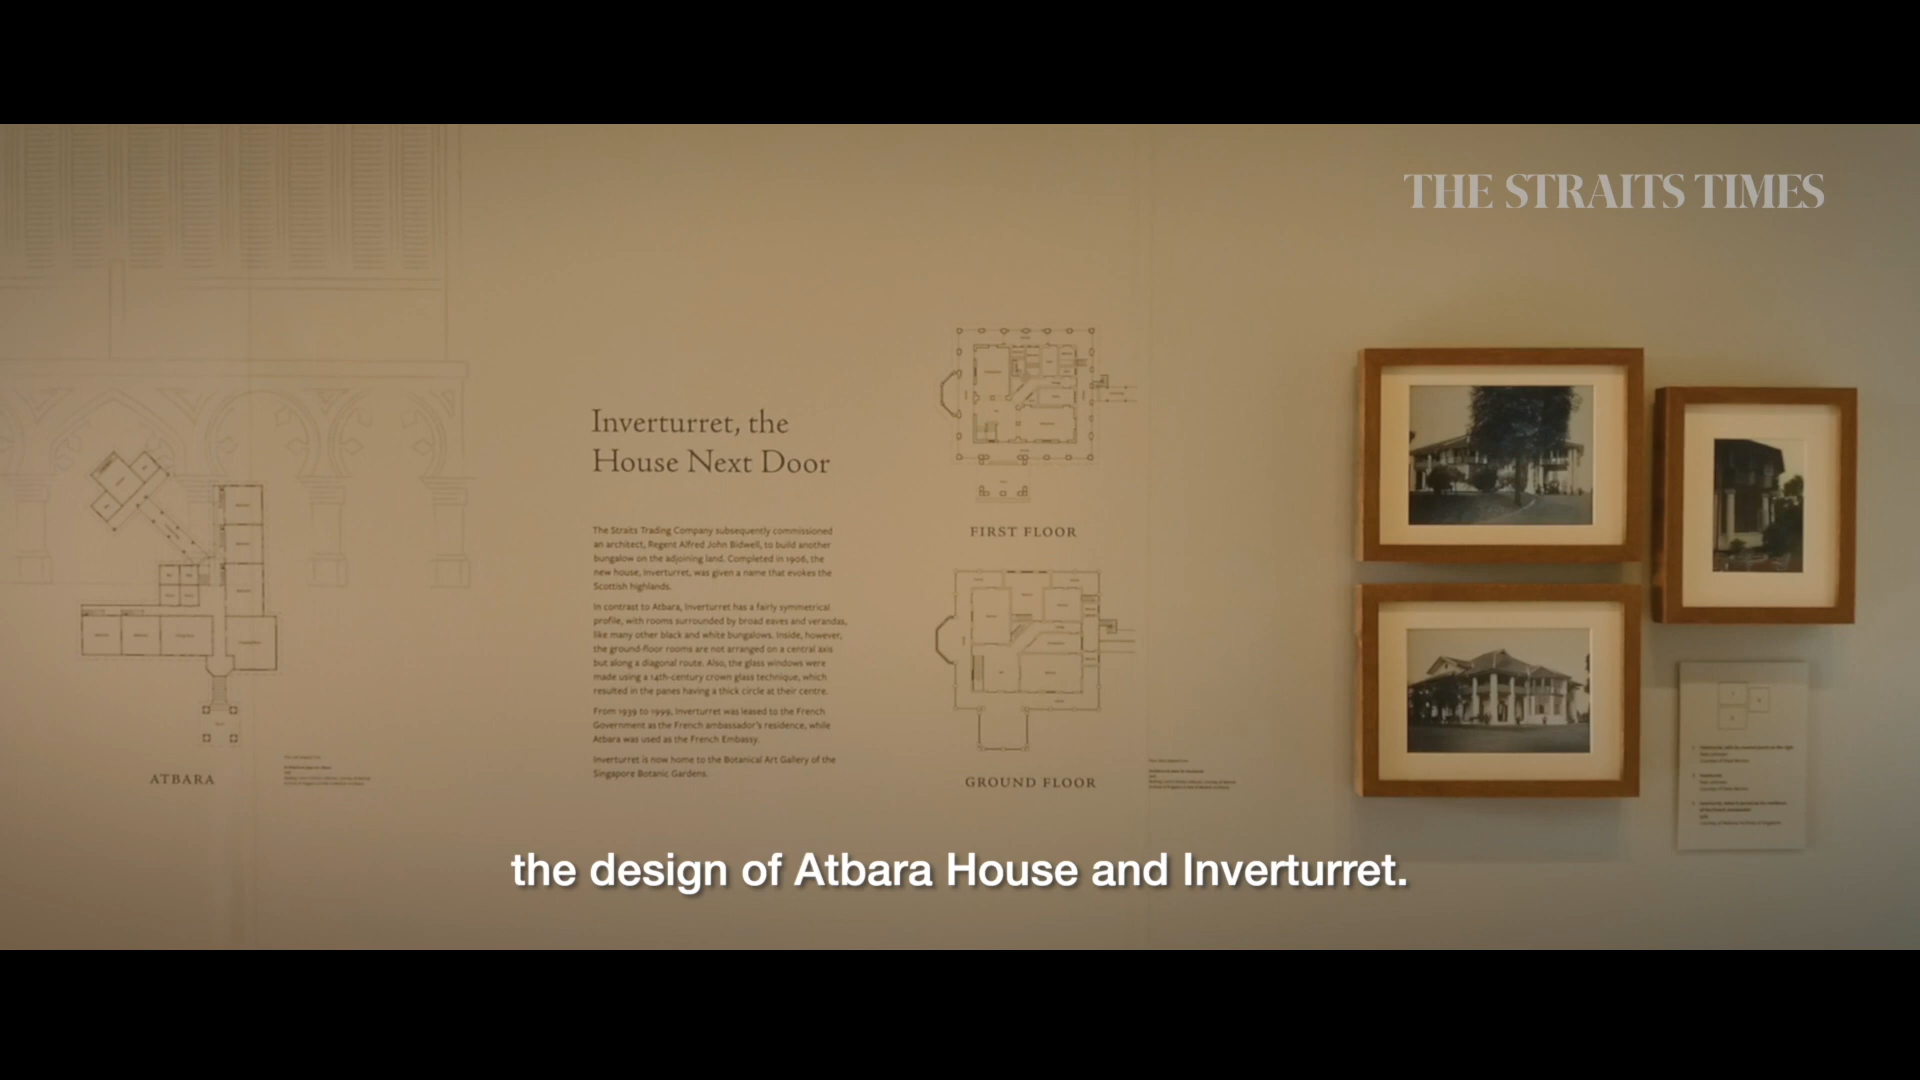 THE STRAITS TIMES
Inverturret, the
House Next Door
The Straits Trading Company subsequently commissioned
an architect, Regent Alfred John Bidwell, to build another
bungalow on the adjoining land. Completed in 1906, the
new house, Inverturret, was given a name that evokes the
Scottish highlands.
In contrast to Atbara, Inverturret has a fairly symmetrical
profile, with rooms surrounded by broad eaves and verandas,
like many other black and white bungalows. Inside, however,
the ground-floor rooms are not arranged on a central axis
but along a diagonal route. Also, the glass windows were
made using a 14th-century crown glass technique, which
resulted in the panes having a thick circle at their centre.
From 1939 to 1999, Inverturret was leased to the French
Government as the French ambassador's residence, while
Atbara was used as the French Embassy.
Inverturret is now home to the Botanical Art Gallery of the
Singapore Botanic Gardens.
FIRST FLOOR
GROUND FLOOR
ATBARA
the design of Atbara House and Inverturret.